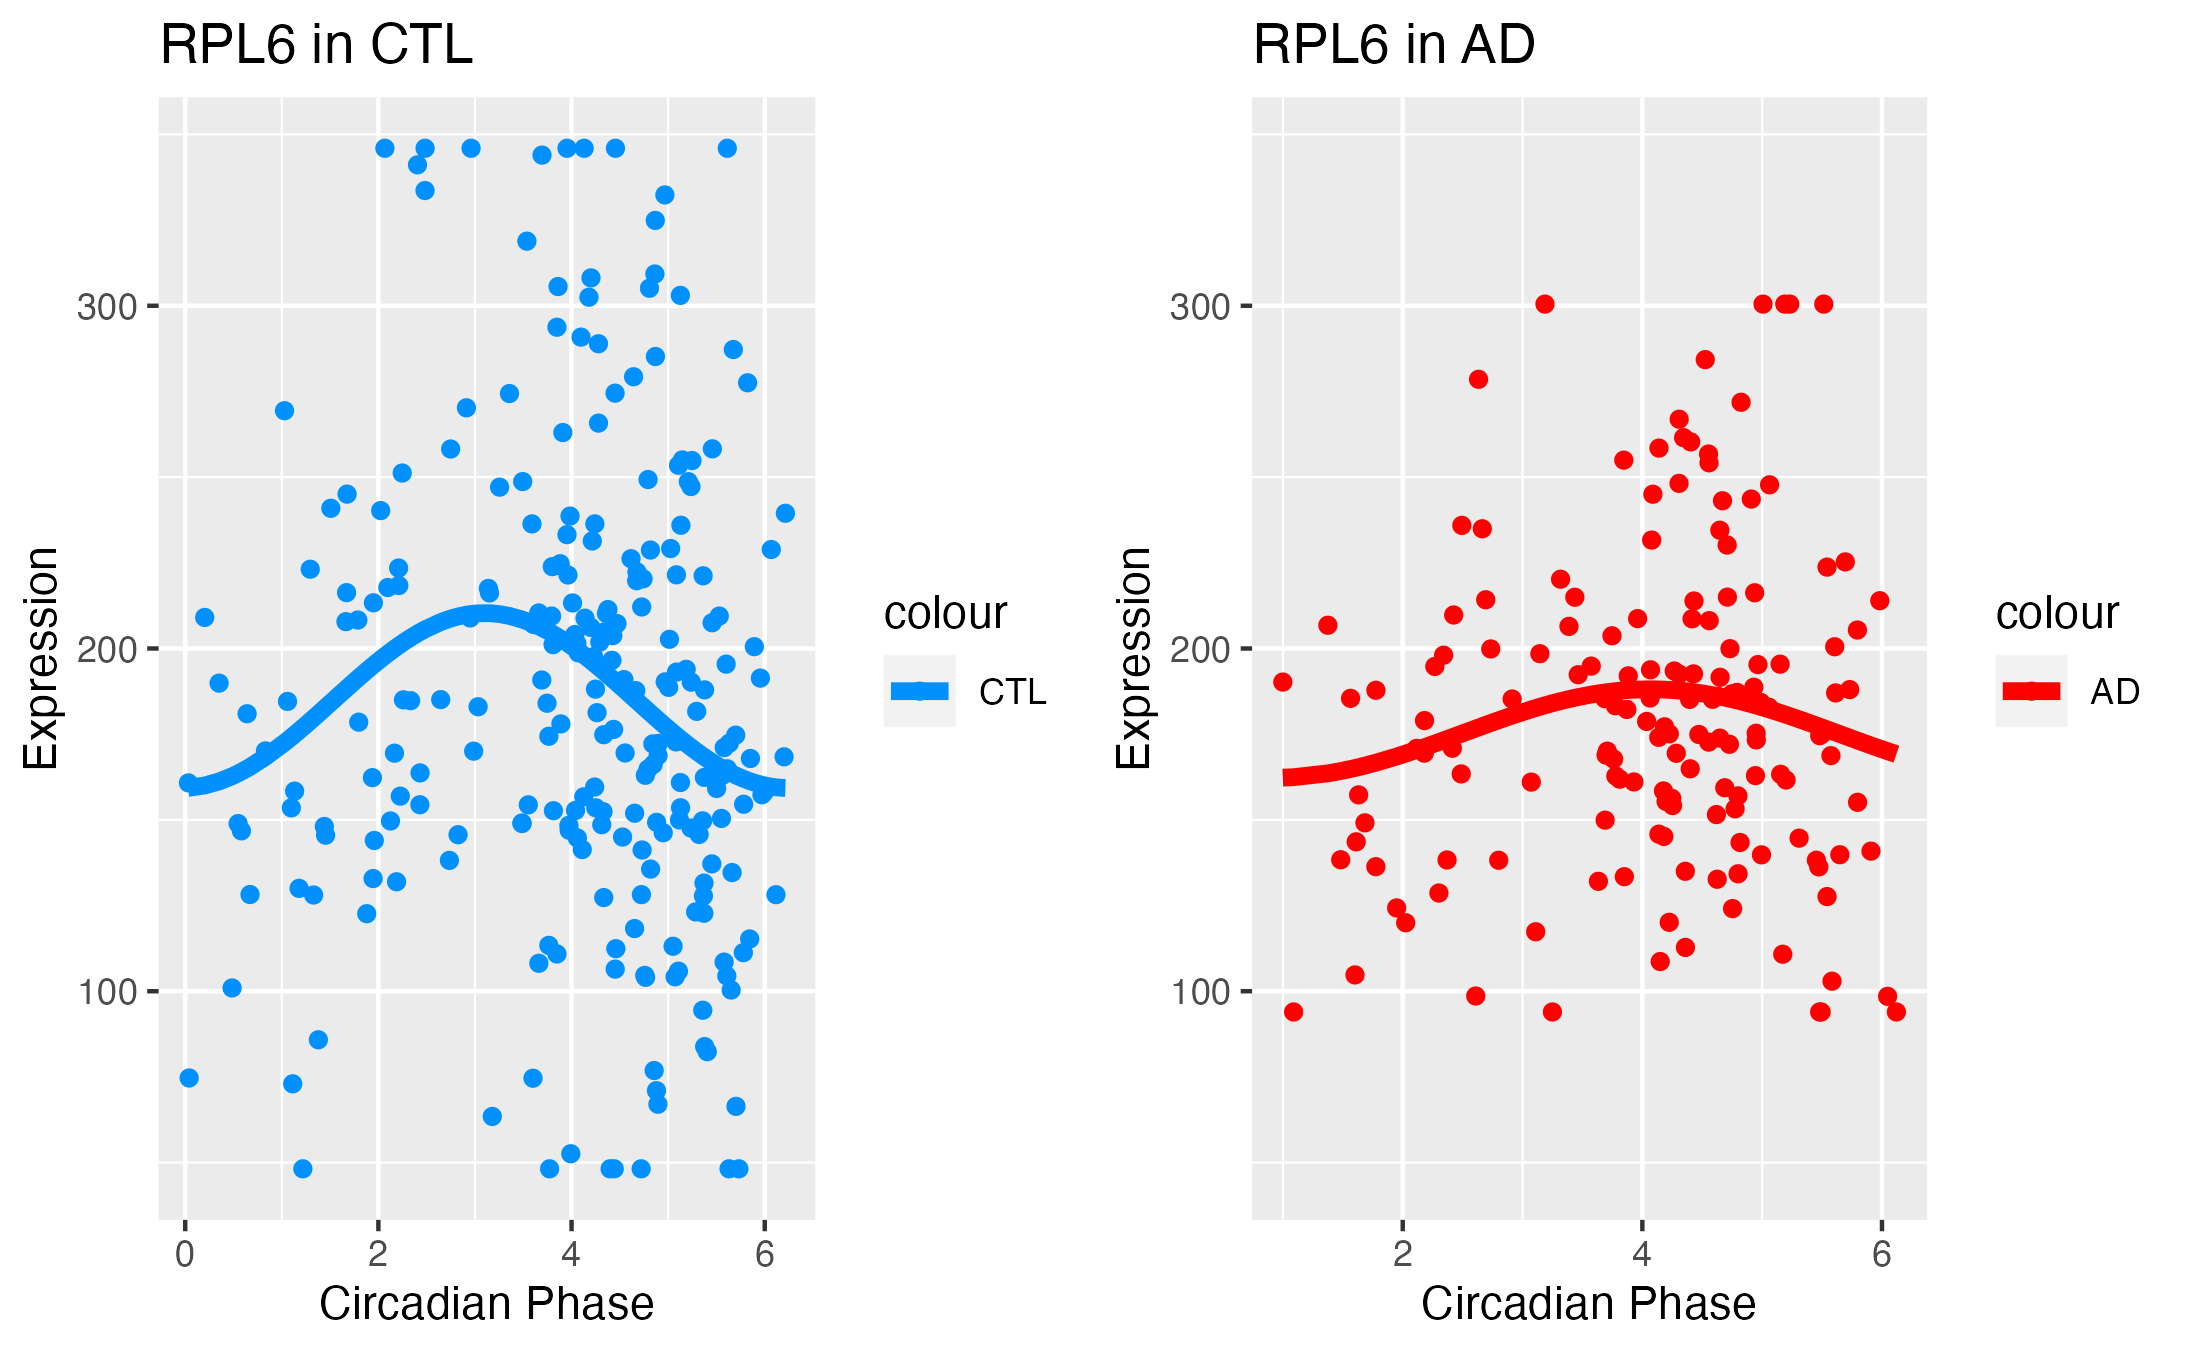 RPL6 in CTL
Expression
300
200
100
0 2 4 6
Circadian Phase
colour
CTL
RPL6 in AD
Expression
300
200
100
2 4 6
Circadian Phase
colour
AD